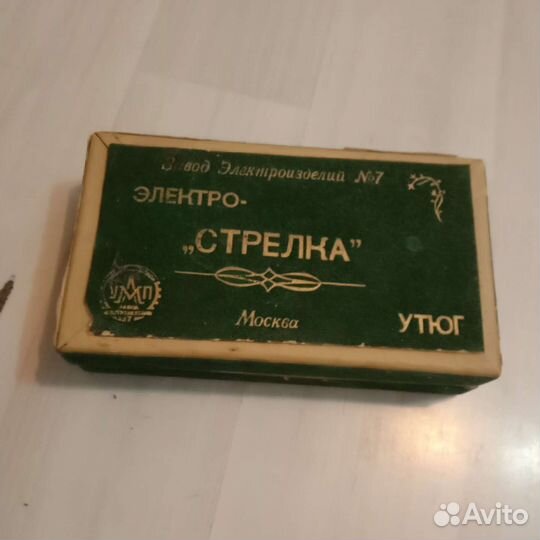 Завод Электроизделий №7
ЭЛЕКТРО-
„СТРЕЛКА”
Москва
УТЮГ
Avito